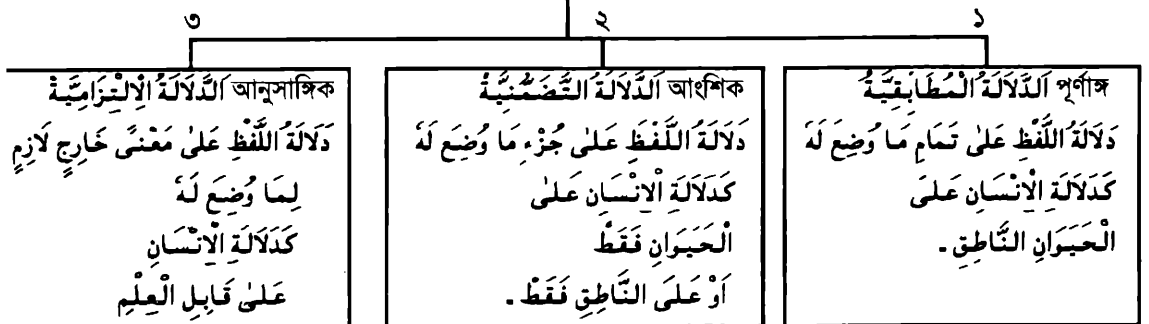 ১
اَلدَّلَالَةُ الْمُطَابَقِيَّةُ পূর্ণাঙ্গ
دَلَالَةُ اللَّفْظِ عَلٰى تَمَامِ مَا وُضِعَ لَهٗ
كَدَلَالَةِ الْاِنْسَانِ عَلَى
الْحَيَوَانِ النَّاطِقِ ۔
২
اَلدَّلَالَةُ التَّضَمُّنِيَّةُ আংশিক
دَلَالَةُ اللَّفْظِ عَلٰى جُزْءِ مَا وُضِعَ لَهٗ
كَدَلَالَةِ الْاِنْسَانِ عَلٰى
الْحَيَوَانِ فَقَطْ
اَوْ عَلَى النَّاطِقِ فَقَطْ ۔
৩
اَلدَّلَالَةُ الْاِلْتِزَامِيَّةُ আনুসাঙ্গিক
دَلَالَةُ اللَّفْظِ عَلٰى مَعْنًى خَارِجٍ لَازِمٍ
لِمَا وُضِعَ لَهٗ
كَدَلَالَةِ الْاِنْسَانِ
عَلٰى قَابِلِ الْعِلْمِ